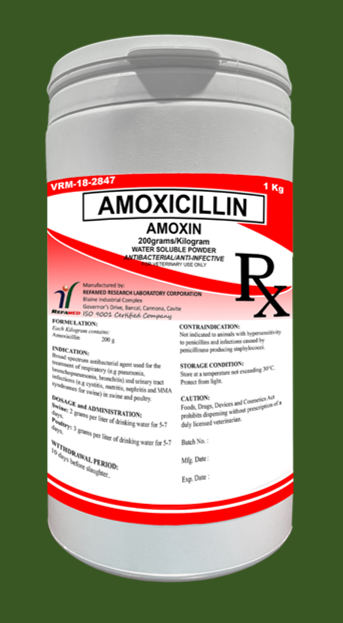 VRM-18-2847
1 Kg
AMOXICILLIN
AMOXIN
200grams/Kilogram
WATER SOLUBLE POWDER
ANTIBACTERIAL/ANTI-INFECTIVE
FOR VETERINARY USE ONLY
Rx
REFAMED
Manufactured by:
REFAMED RESEARCH LABORATORY CORPORATION
Blaine Industrial Complex
Governor's Drive, Bancal, Carmona, Cavite
ISO 9001 Certified Company
FORMULATION:
Each Kilogram contains:
Amoxicillin 200 g
INDICATION:
Broad spectrum antibacterial agent used for the
treatment of respiratory (e.g pneumonia,
bronchopneumonia, bronchitis) and urinary tract
infections (e.g cystitis, metritis, nephritis and MMA
syndromes for swine) in swine and poultry.
DOSAGE and ADMINISTRATION:
Swine: 2 grams per liter of drinking water for 5-7
days.
Poultry: 3 grams per liter of drinking water for 5-7
days.
WITHDRAWAL PERIOD:
10 days before slaughter.
CONTRAINDICATION:
Not indicated to animals with hypersensitivity
to penicillins and infections caused by
penicillinase producing staphylococci.
STORAGE CONDITION:
Store at a temperature not exceeding 30°C.
Protect from light.
CAUTION:
Foods, Drugs, Devices and Cosmetics Act
prohibits dispensing without prescription of a
duly licensed veterinarian.
Batch No. :
Mfg. Date :
Exp. Date :